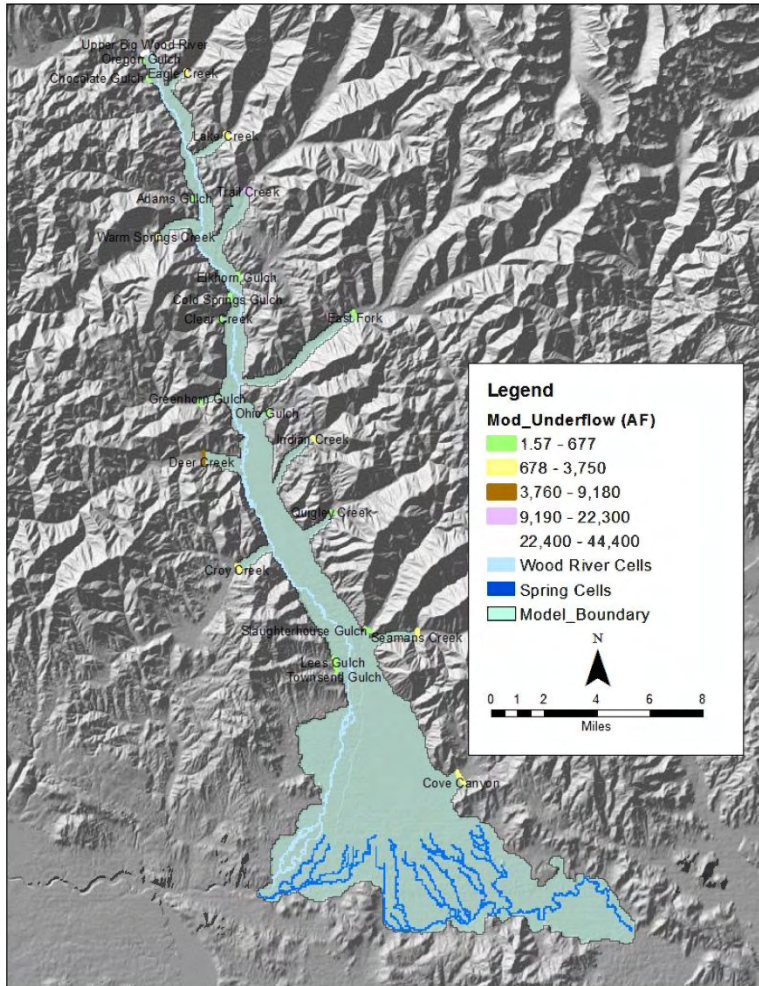 Upper Big Wood River
Oregon Gulch
Eagle Creek
Chocolate Gulch
Lake Creek
Trail Creek
Adams Gulch
Warm Springs Creek
Elkhorn Gulch
Cold Springs Gulch
Clear Creek
East Fork
Greenhorn Gulch
Ohio Gulch
Indian Creek
Deer Creek
Quigley Creek
Croy Creek
Slaughterhouse Gulch
Seamans Creek
Lees Gulch
Townsend Gulch
Cove Canyon
Legend
Mod_Underflow (AF)
1.57 - 677
678 - 3,750
3,760 - 9,180
9,190 - 22,300
22,400 - 44,400
Wood River Cells
Spring Cells
Model_Boundary
N
0 1 2 4 6 8
Miles